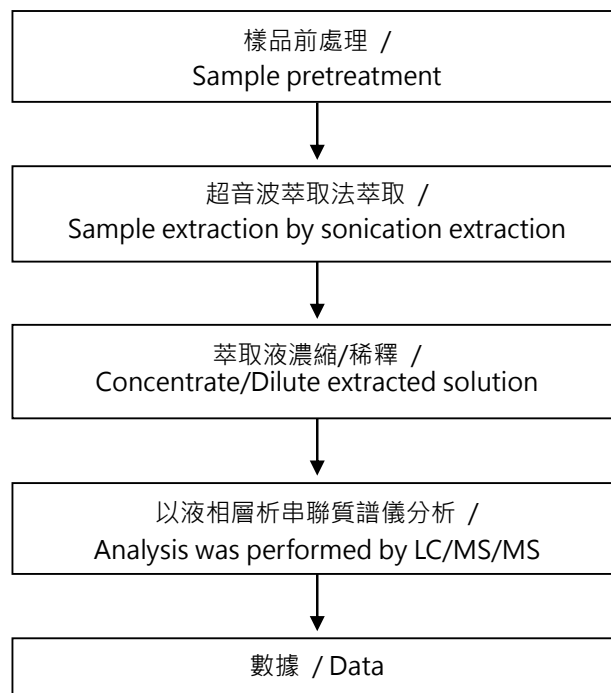 樣品前處理 /
Sample pretreatment
超音波萃取法萃取 /
Sample extraction by sonication extraction
萃取液濃縮/稀釋 /
Concentrate/Dilute extracted solution
以液相層析串聯質譜儀分析 /
Analysis was performed by LC/MS/MS
數據 / Data